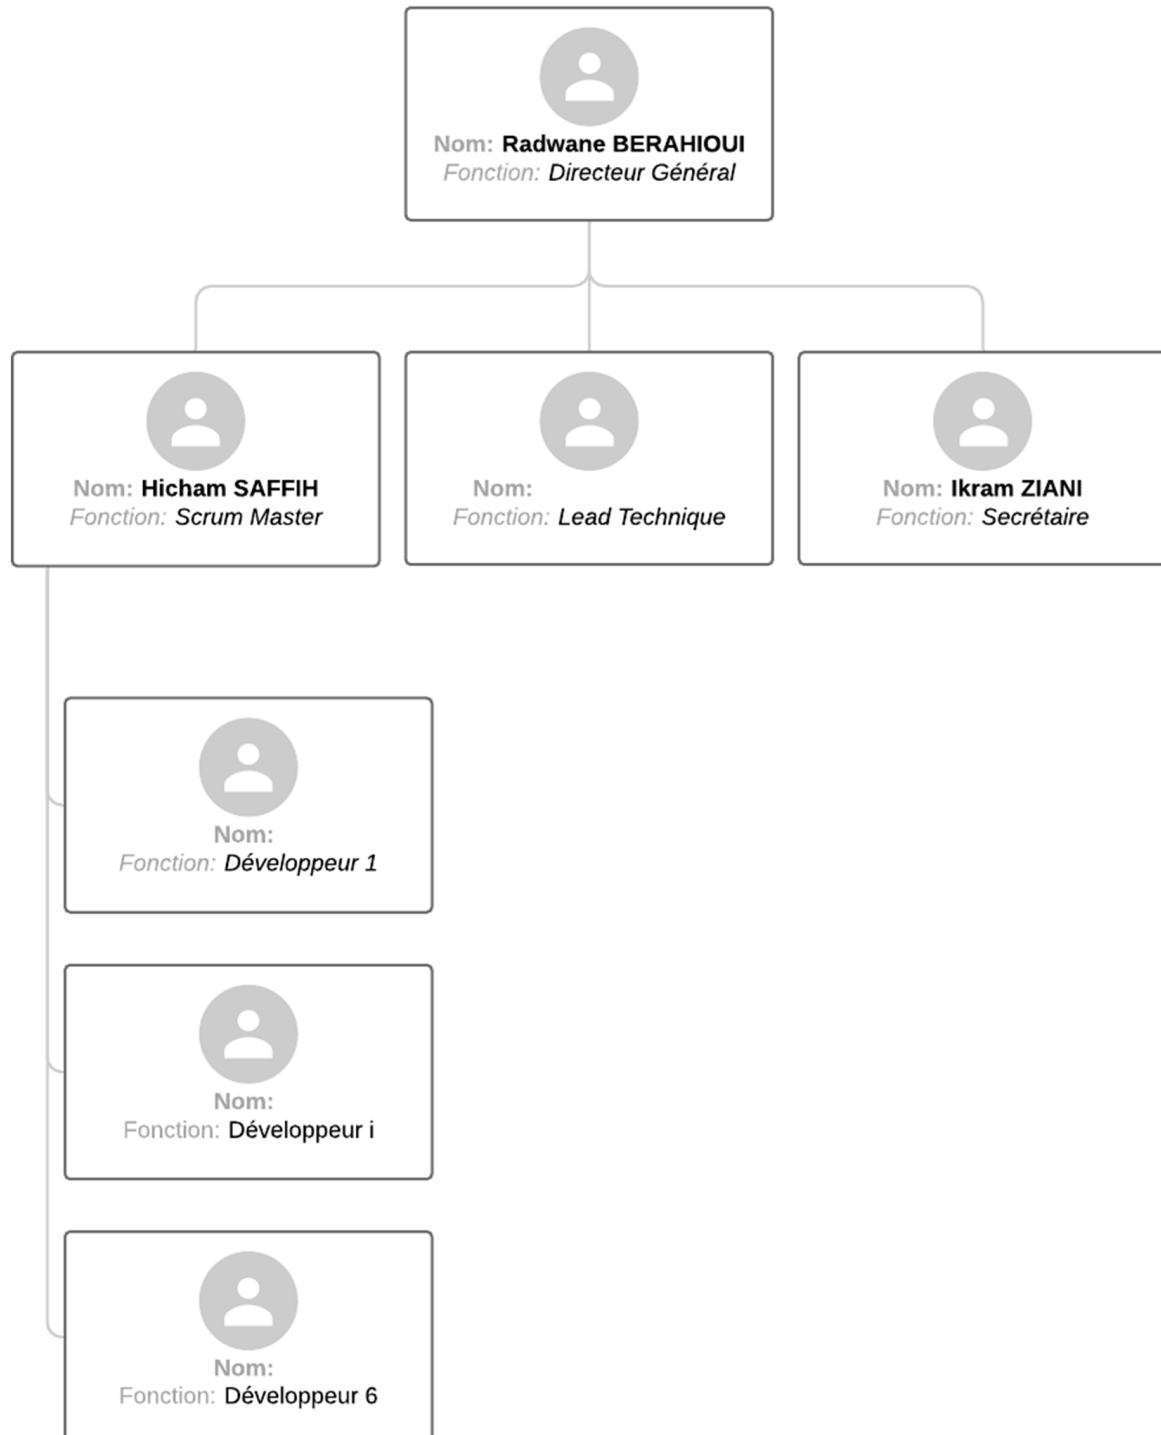 Nom: Radwane BERAHIOUI
Fonction: Directeur Général
Nom: Hicham SAFFIH
Fonction: Scrum Master
Nom:
Fonction: Lead Technique
Nom: Ikram ZIANI
Fonction: Secrétaire
Nom:
Fonction: Développeur 1
Nom:
Fonction: Développeur i
Nom:
Fonction: Développeur 6